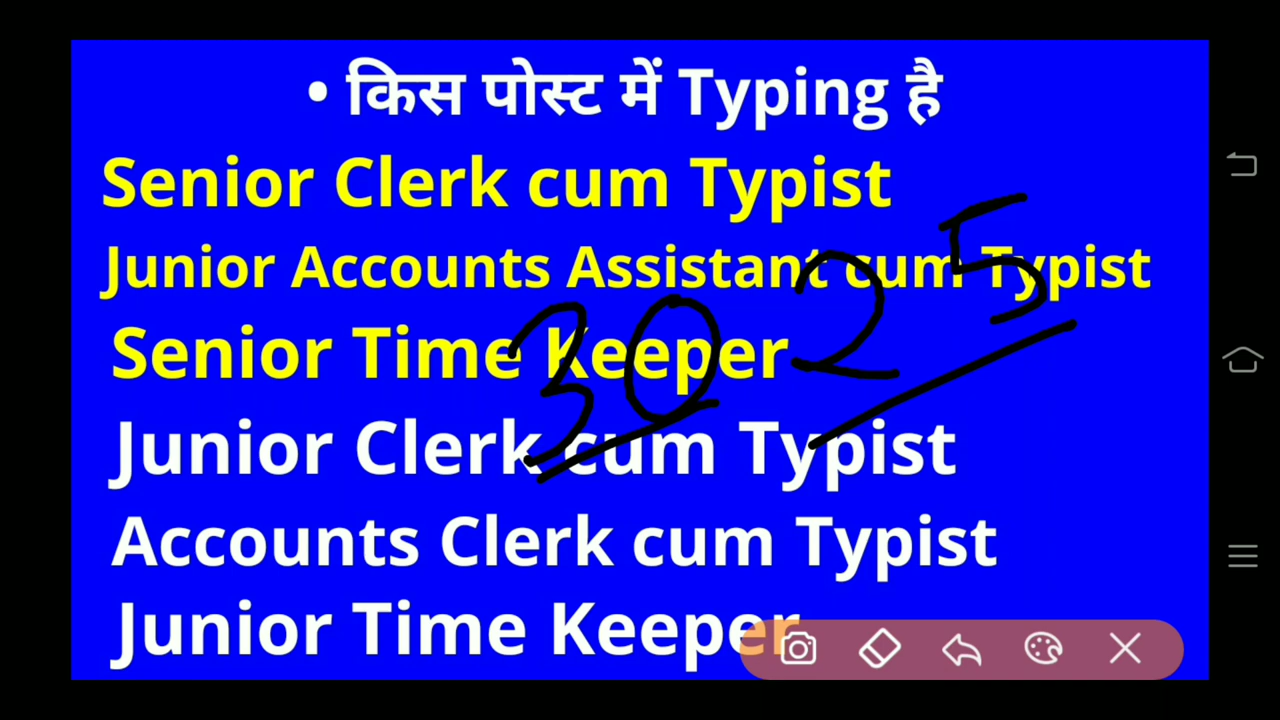 • किस पोस्ट में Typing है
Senior Clerk cum Typist
Junior Accounts Assistant cum Typist
25
Senior Time Keeper
30
Junior Clerk cum Typist
Accounts Clerk cum Typist
Junior Time Keeper